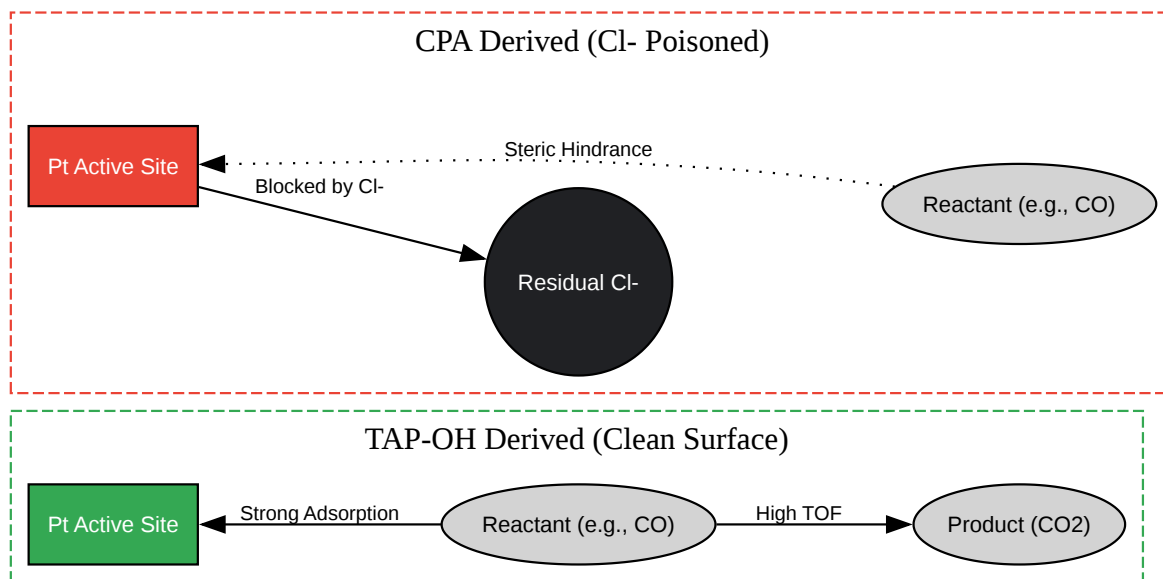 CPA Derived (Cl- Poisoned)
Steric Hindrance
Pt Active Site
Blocked by Cl-
Reactant (e.g., CO)
Residual Cl-
TAP-OH Derived (Clean Surface)
Pt Active Site
Strong Adsorption
Reactant (e.g., CO)
High TOF
Product (CO2)